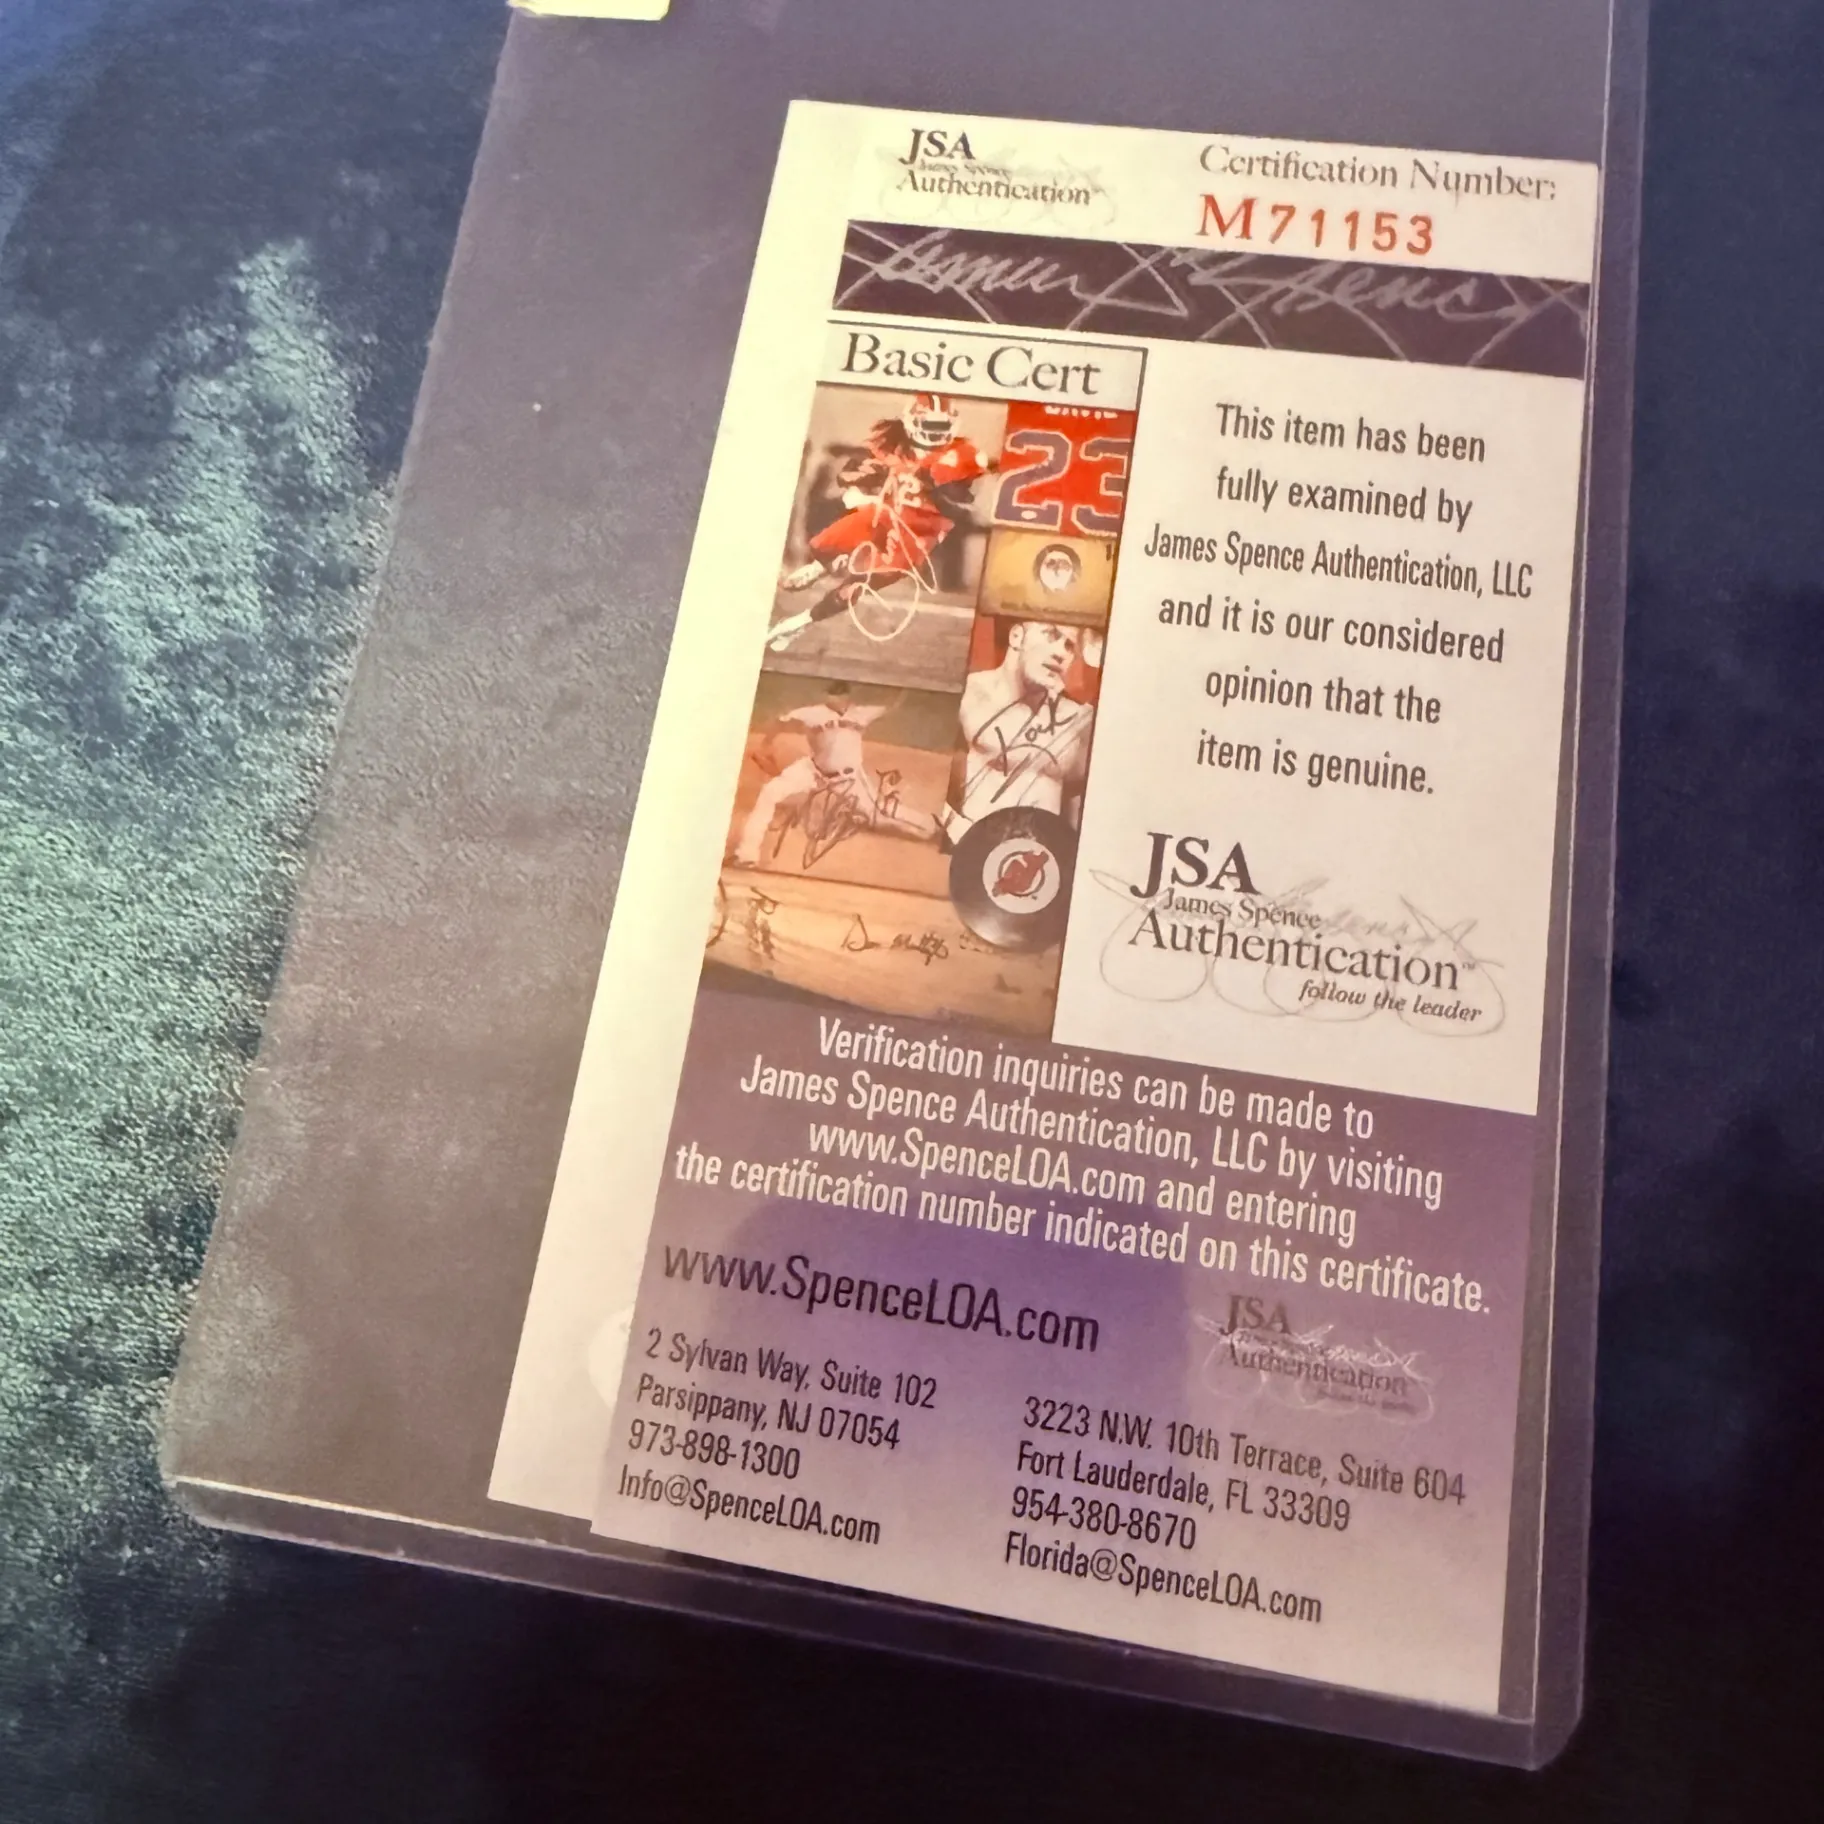 JSA
James Spence
Authentication™
Certification Number:
M71153
Basic Cert
12
23
This item has been
fully examined by
James Spence Authentication, LLC
and it is our considered
opinion that the
item is genuine.
JSA
James Spence
Authentication™
follow the leader
Verification inquiries can be made to
James Spence Authentication, LLC by visiting
www.SpenceLOA.com and entering
the certification number indicated on this certificate.
www.SpenceLOA.com
JSA
Authentication
2 Sylvan Way, Suite 102
Parsippany, NJ 07054
973-898-1300
Info@SpenceLOA.com
3223 N.W. 10th Terrace, Suite 604
Fort Lauderdale, FL 33309
954-380-8670
Florida@SpenceLOA.com